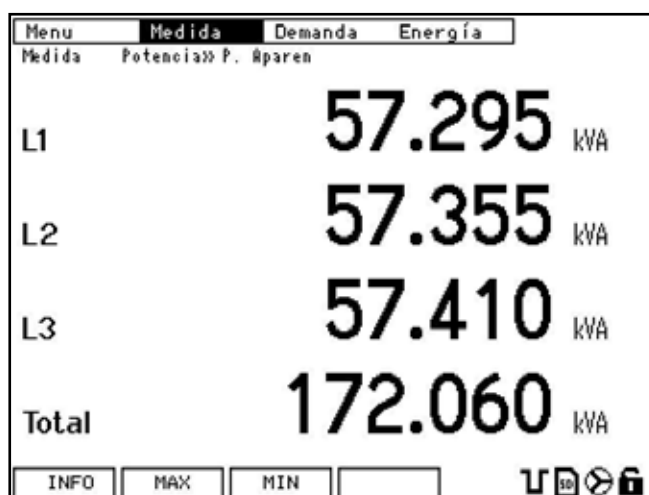 Menu Medida Demanda Energía
Medida Potencia» P. Aparen
L1 57.295 kVA
L2 57.355 kVA
L3 57.410 kVA
Total 172.060 kVA
INFO MAX MIN SD